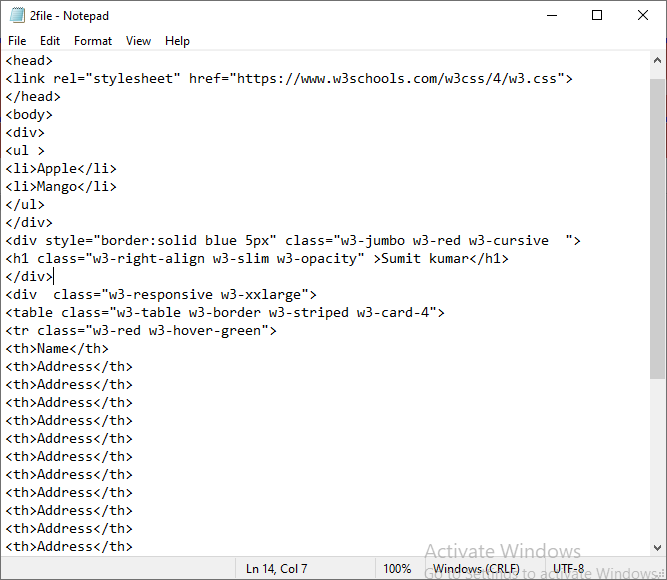 2file - Notepad
File Edit Format View Help
<head>
<link rel="stylesheet" href="https://www.w3schools.com/w3css/4/w3.css">
</head>
<body>
<div>
<ul >
<li>Apple</li>
<li>Mango</li>
</ul>
</div>
<div style="border:solid blue 5px" class="w3-jumbo w3-red w3-cursive  ">
<h1 class="w3-right-align w3-slim w3-opacity" >Sumit kumar</h1>
</div>
<div  class="w3-responsive w3-xxlarge">
<table class="w3-table w3-border w3-striped w3-card-4">
<tr class="w3-red w3-hover-green">
<th>Name</th>
<th>Address</th>
<th>Address</th>
<th>Address</th>
<th>Address</th>
<th>Address</th>
<th>Address</th>
<th>Address</th>
<th>Address</th>
<th>Address</th>
<th>Address</th>
<th>Address</th>
Activate Windows
Go to Settings to activate Windows.
Ln 14, Col 7 100% Windows (CRLF) UTF-8